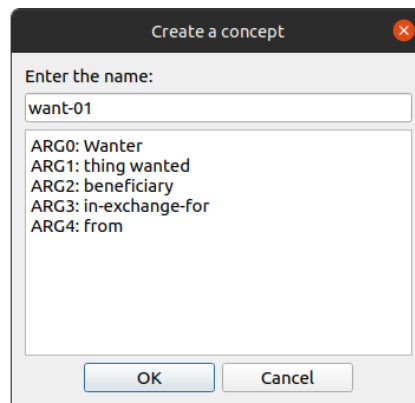 Create a concept
Enter the name:
want-01
ARG0: Wanter
ARG1: thing wanted
ARG2: beneficiary
ARG3: in-exchange-for
ARG4: from
OK Cancel